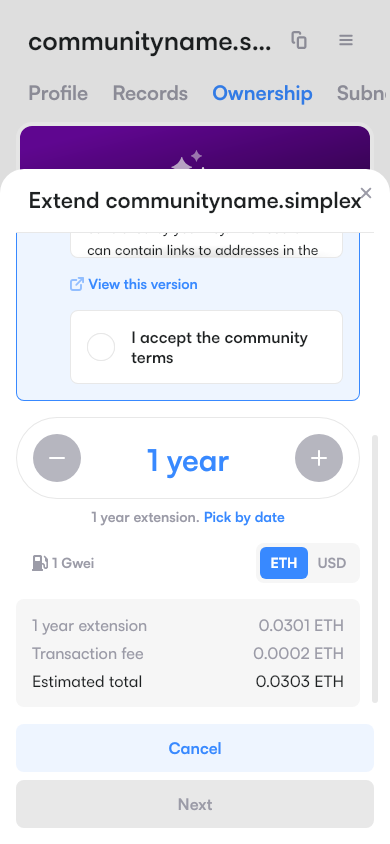 communityname.s...
Profile Records Ownership Subn
Extend communityname.simplex
can contain links to addresses in the
View this version
I accept the community
terms
1 year
1 year extension. Pick by date
1 Gwei ETH USD
1 year extension 0.0301 ETH
Transaction fee 0.0002 ETH
Estimated total 0.0303 ETH
Cancel
Next